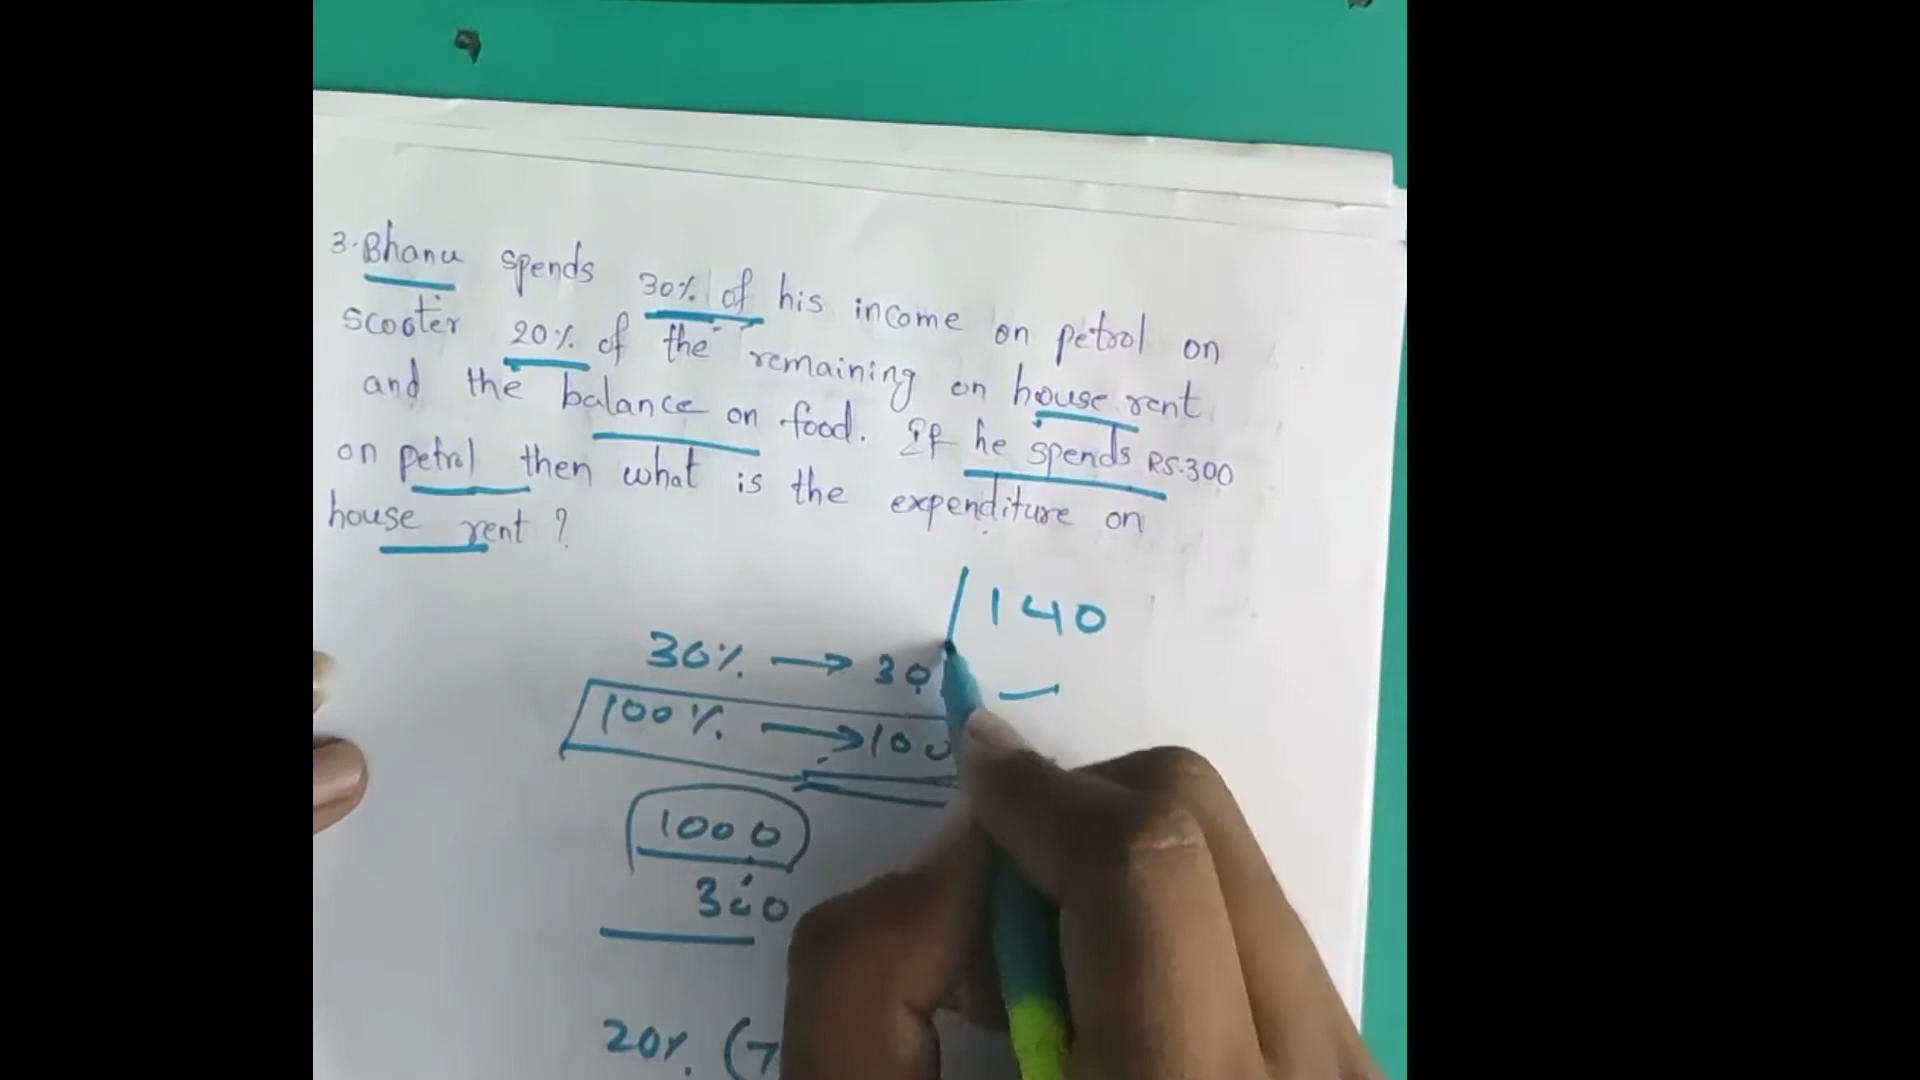 3. Bhanu spends 30% of his income on petrol on
scooter 20% of the remaining on house rent
and the balance on food. If he spends RS.300
on petrol then what is the expenditure on
house rent ?
140
30% → 30
100% → 100
1000
300
20% (7